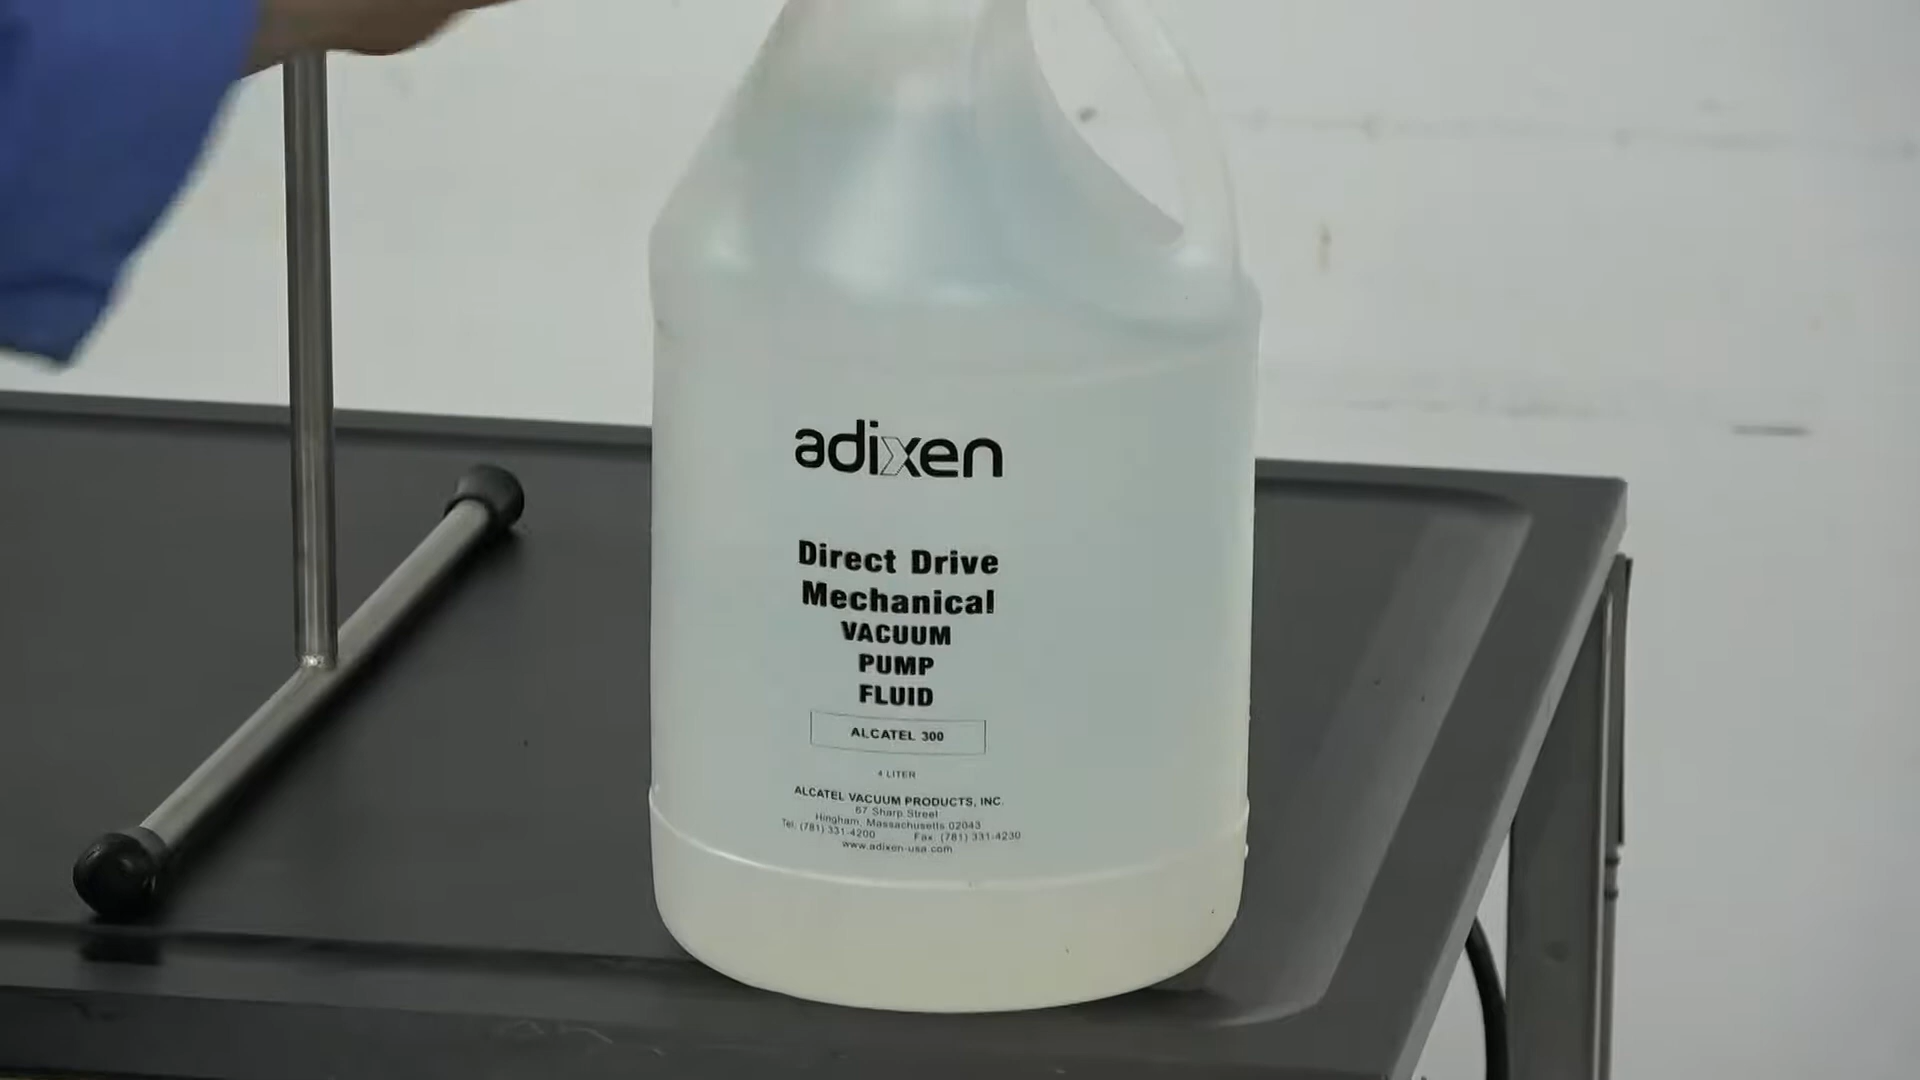 adixen
Direct Drive
Mechanical
VACUUM
PUMP
FLUID
ALCATEL 300
4 LITER
ALCATEL VACUUM PRODUCTS, INC.
67 Sharp Street
Hingham, Massachusetts 02043
Tel. (781) 331-4200 Fax. (781) 331-4230
www.adixen-usa.com